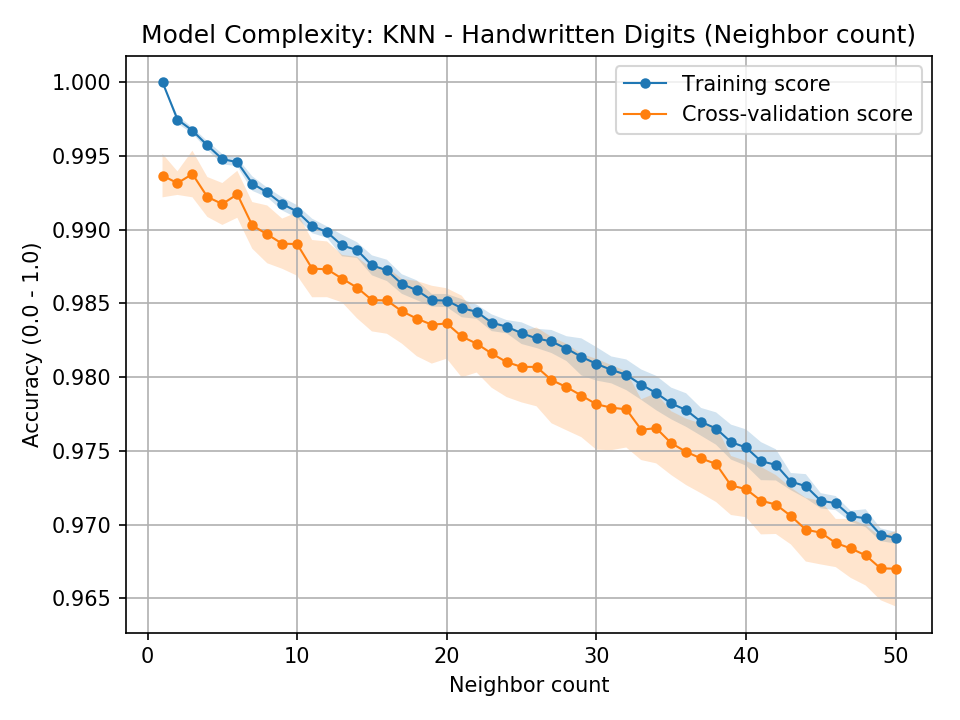 Model Complexity: KNN - Handwritten Digits (Neighbor count)
Training score
Cross-validation score
Accuracy (0.0 - 1.0)
1.000
0.995
0.990
0.985
0.980
0.975
0.970
0.965
0 10 20 30 40 50
Neighbor count